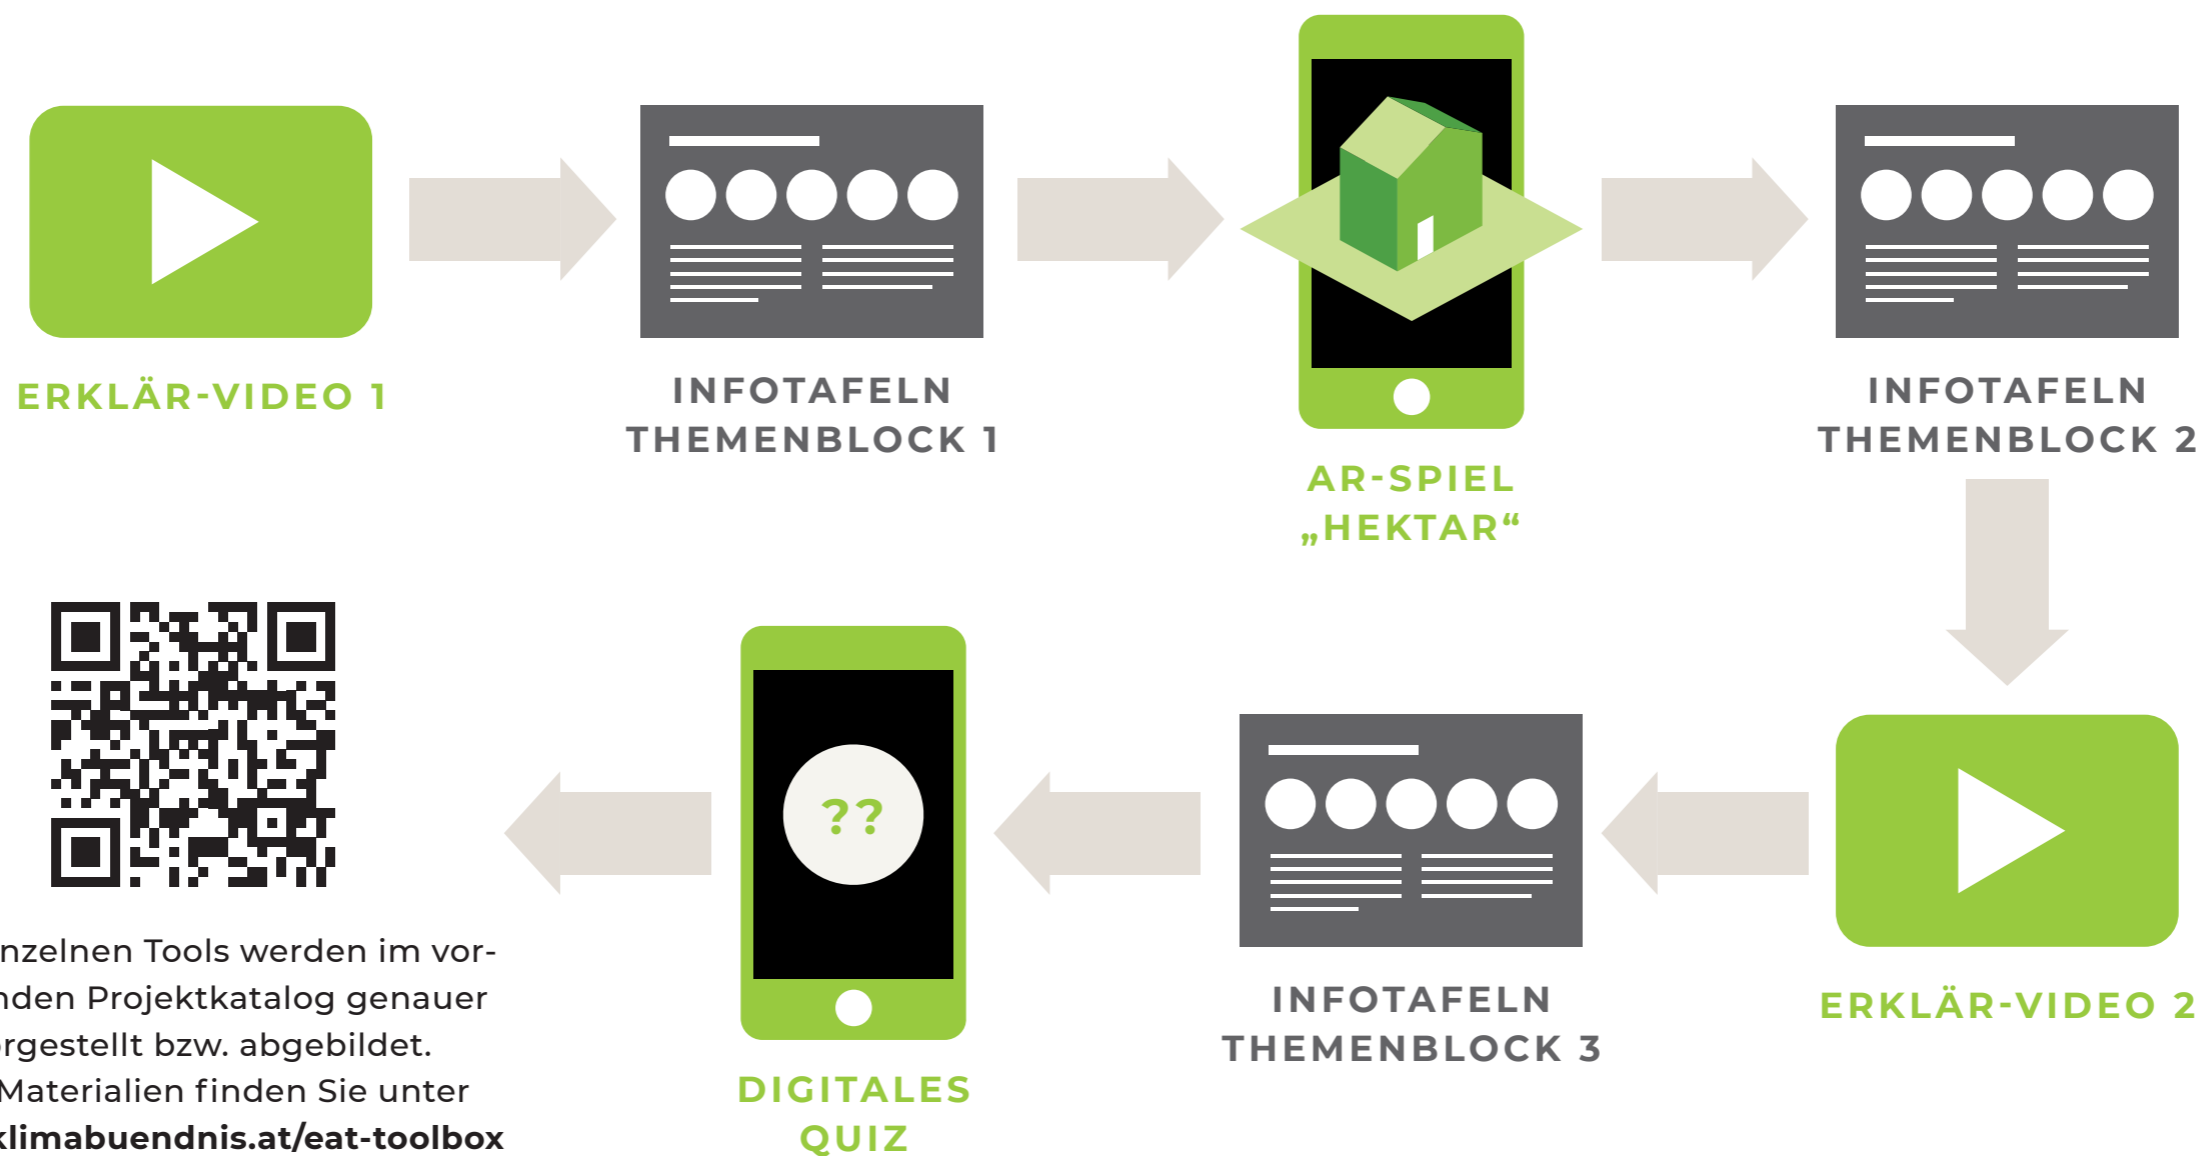 ERKLÄR-VIDEO 1
INFOTAFELN
THEMENBLOCK 1
AR-SPIEL
„HEKTAR“
INFOTAFELN
THEMENBLOCK 2
ERKLÄR-VIDEO 2
INFOTAFELN
THEMENBLOCK 3
??
DIGITALES
QUIZ
nzelnen Tools werden im vor-
nden Projektkatalog genauer
rgestellt bzw. abgebildet.
Materialien finden Sie unter
klimabuendnis.at/eat-toolbox